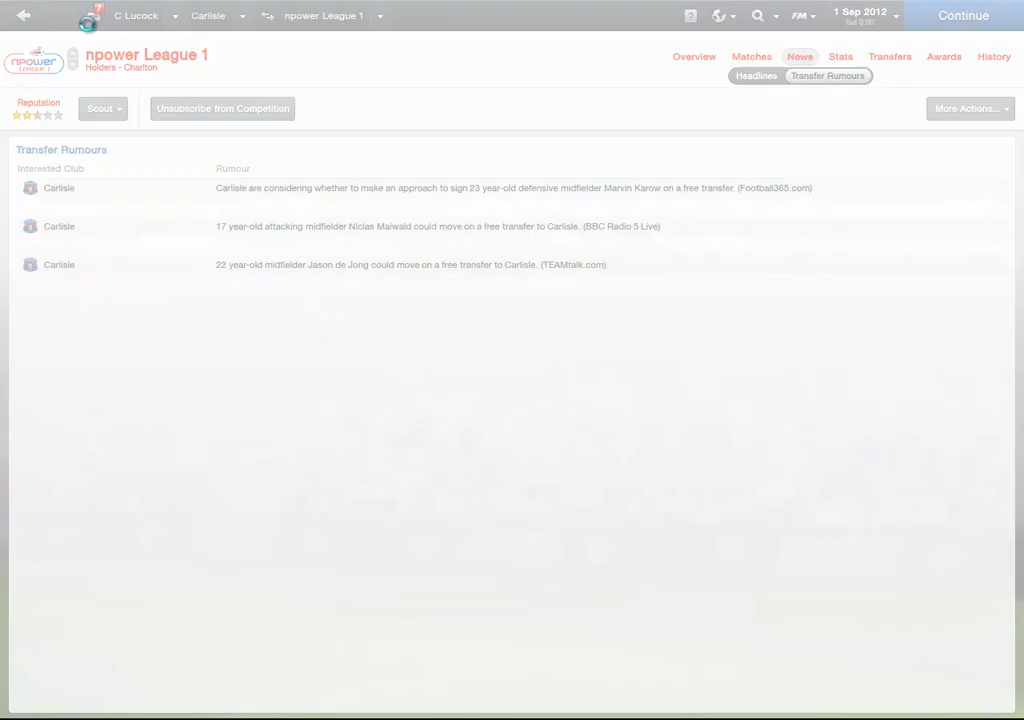 7
C Lucock
Carlisle
npower League 1
?
FM
1 Sep 2012
Sat 0:00
Continue
npower
LEAGUE 1
npower League 1
Holders - Charlton
Overview
Matches
News
Stats
Transfers
Awards
History
Headlines
Transfer Rumours
Reputation
Scout
Unsubscribe from Competition
More Actions...
Transfer Rumours
Interested Club
Rumour
Carlisle
Carlisle are considering whether to make an approach to sign 23 year-old defensive midfielder Marvin Karow on a free transfer. (Football365.com)
Carlisle
17 year-old attacking midfielder Niclas Maiwald could move on a free transfer to Carlisle. (BBC Radio 5 Live)
Carlisle
22 year-old midfielder Jason de Jong could move on a free transfer to Carlisle. (TEAMtalk.com)